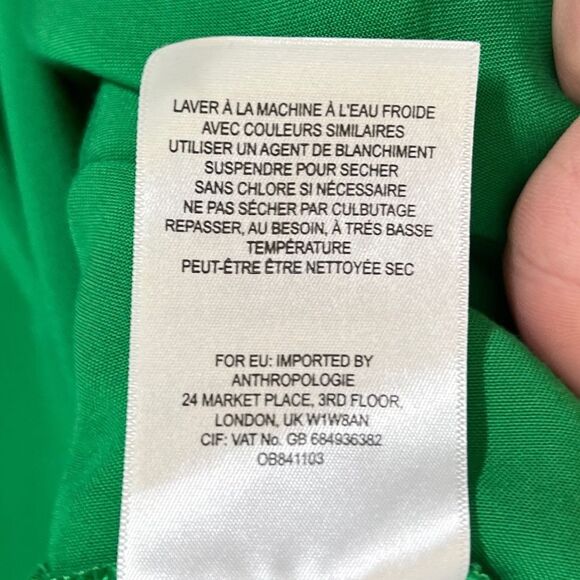 LAVER À LA MACHINE À L'EAU FROIDE
AVEC COULEURS SIMILAIRES
UTILISER UN AGENT DE BLANCHIMENT
SUSPENDRE POUR SECHER
SANS CHLORE SI NÉCESSAIRE
NE PAS SÉCHER PAR CULBUTAGE
REPASSER, AU BESOIN, À TRÉS BASSE
TEMPÉRATURE
PEUT-ÊTRE ÊTRE NETTOYÉE SEC
FOR EU: IMPORTED BY
ANTHROPOLOGIE
24 MARKET PLACE, 3RD FLOOR,
LONDON, UK W1W8AN
CIF: VAT No. GB 684936382
OB841103